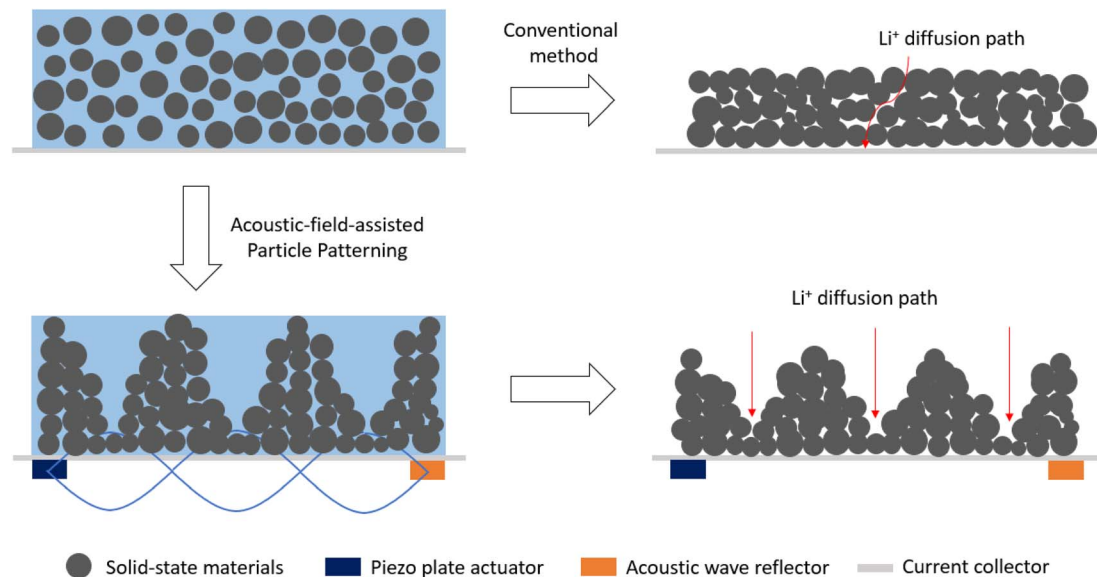 Conventional
method
Li⁺ diffusion path
Acoustic-field-assisted
Particle Patterning
Li⁺ diffusion path
Solid-state materials
Piezo plate actuator
Acoustic wave reflector
Current collector